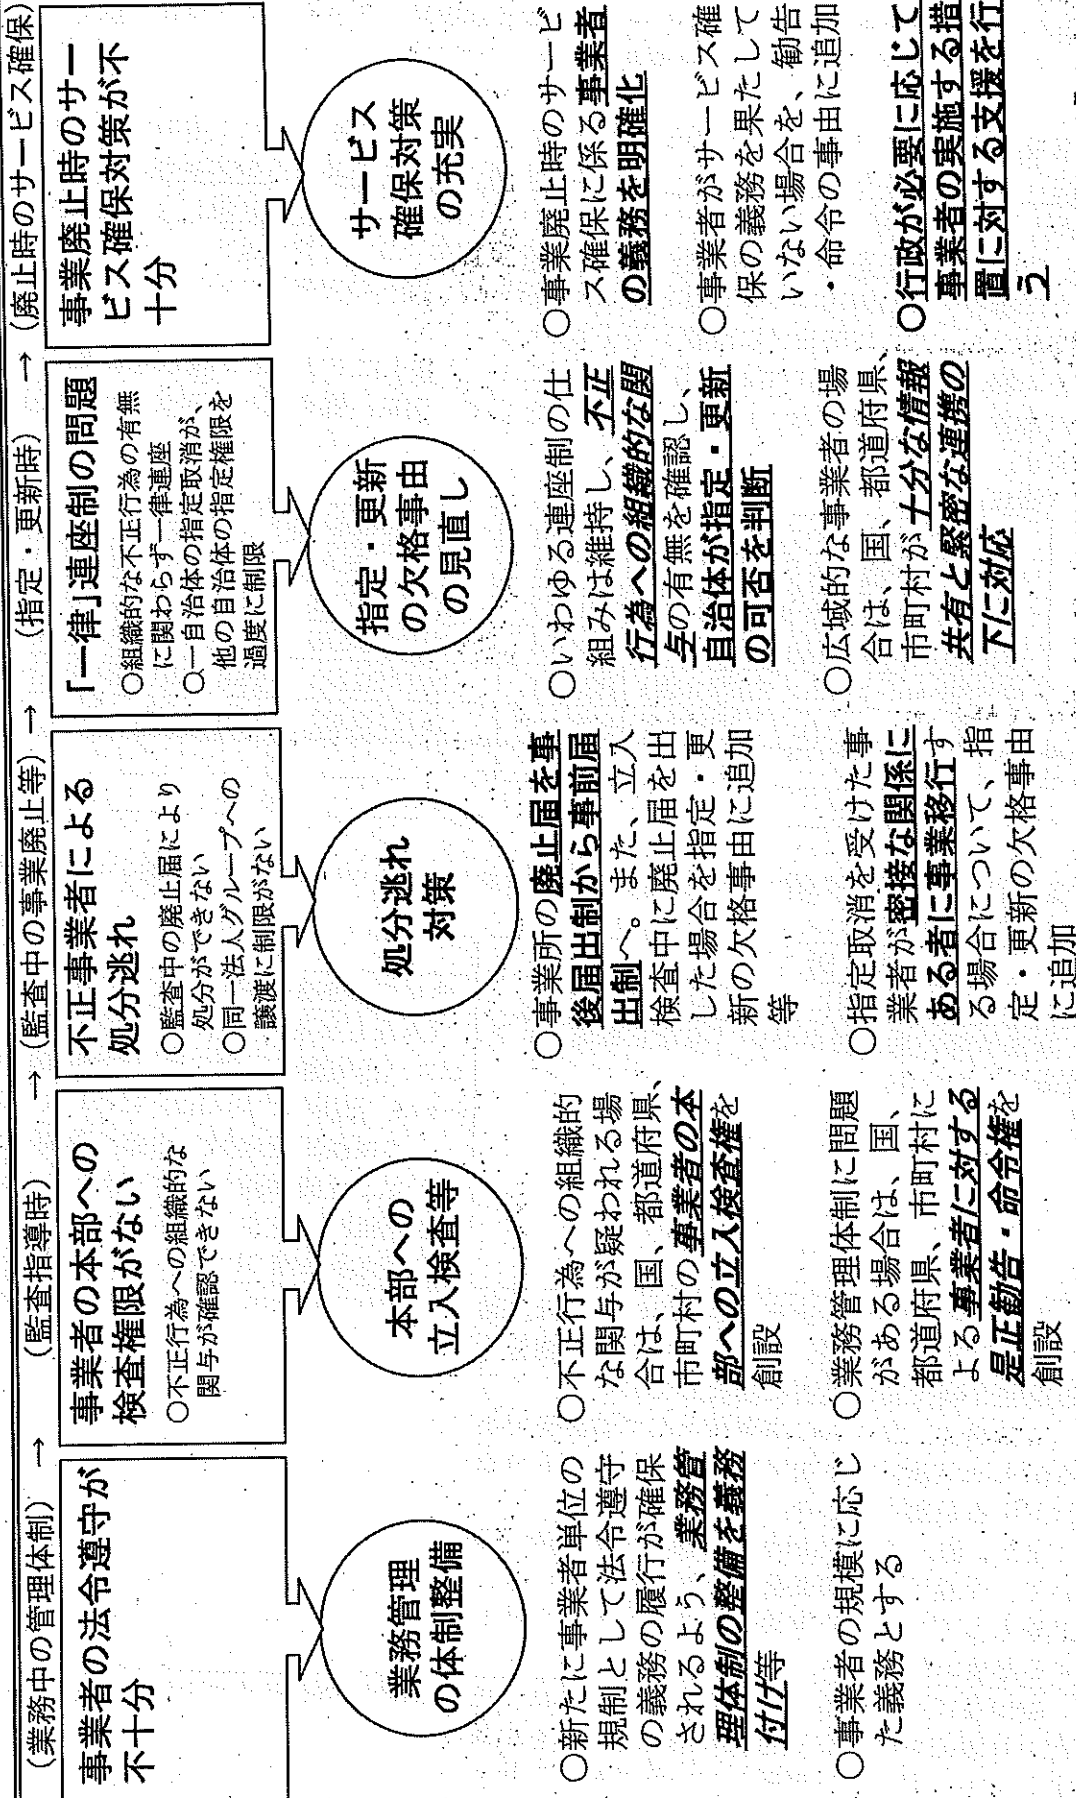 （業務中の管理体制） → （監査指導時） → （監査中の事業廃止等） → （指定・更新時） → （廃止時のサービス確保）
事業者の法令遵守が
不十分
業務管理
の体制整備
○新たに事業者単位の
規制として法令遵守
の義務の履行が確保
されるよう、業務管
理体制の整備を義務
付け等
○事業者の規模に応じ
た義務とする
事業者の本部への
検査権限がない
○不正行為への組織的な
関与が確認できない
本部への
立入検査等
○不正行為への組織的
な関与が疑われる場
合は、国、都道府県、
市町村の事業者の本
部への立入検査権を
創設
○業務管理体制に問題
がある場合は、国、
都道府県、市町村に
よる事業者に対する
是正勧告・命令権を
創設
不正事業者による
処分逃れ
○監査中の廃止届により
処分ができない
○同一法人グループへの
譲渡に制限がない
処分逃れ
対策
○事業所の廃止届を事
後届出制から事前届
出制へ。また、立入
検査中に廃止届を出
した場合を指定・更
新の欠格事由に追加
等
○指定取消を受けた事
業者が密接な関係に
ある者に事業移行す
る場合について、指
定・更新の欠格事由
に追加
「一律」連座制の問題
○組織的な不正行為の有無
に関わらず一律連座
○一自治体の指定取消が、
他の自治体の指定権限を
過度に制限
指定・更新
の欠格事由
の見直し
○いわゆる連座制の仕
組みは維持し、不正
行為への組織的な関
与の有無を確認し、
自治体が指定・更新
の可否を判断
○広域的な事業者の場
合は、国、都道府県、
市町村が十分な情報
共有と緊密な連携の
下に対応
事業廃止時のサー
ビス確保対策が不
十分
サービス
確保対策
の充実
○事業廃止時のサービ
ス確保に係る事業者
の義務を明確化
○事業者がサービス確
保の義務を果たして
いない場合を、勧告
・命令の事由に追加
○行政が必要に応じて
事業者の実施する措
置に対する支援を行
う